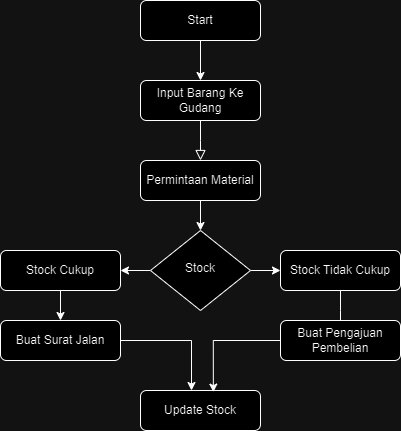 Start
Input Barang Ke
Gudang
Permintaan Material
Stock
Stock Cukup
Stock Tidak Cukup
Buat Surat Jalan
Buat Pengajuan
Pembelian
Update Stock